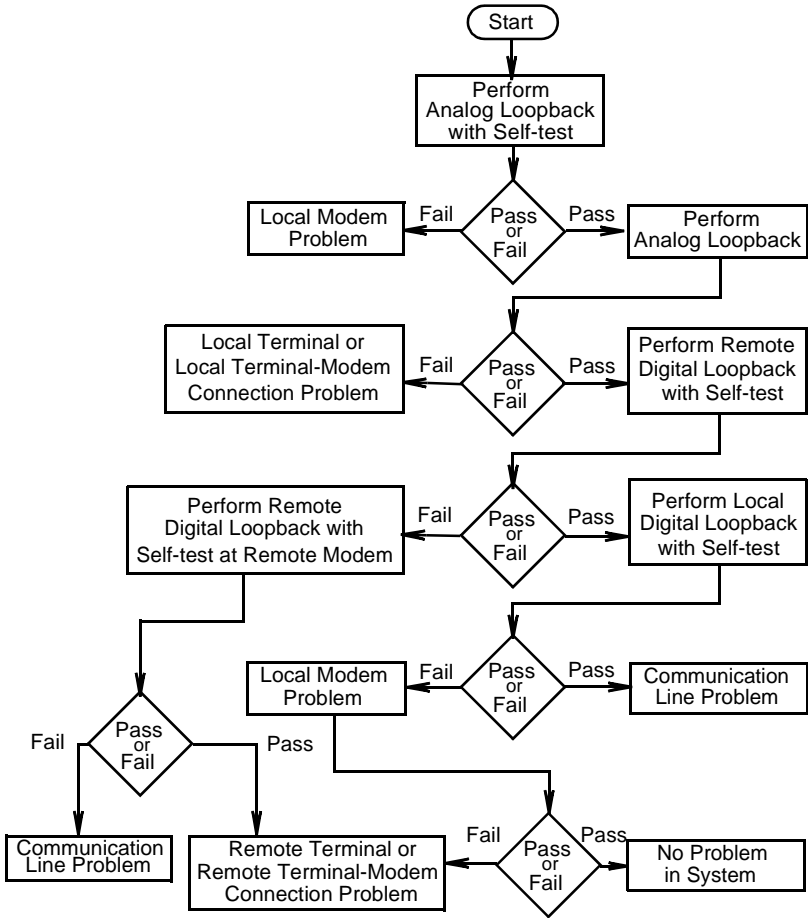 Start
Perform
Analog Loopback
with Self-test
Local Modem
Problem
Fail
Pass
or
Fail
Pass
Perform
Analog Loopback
Local Terminal or
Local Terminal-Modem
Connection Problem
Fail
Pass
or
Fail
Pass
Perform Remote
Digital Loopback
with Self-test
Perform Remote
Digital Loopback with
Self-test at Remote Modem
Fail
Pass
or
Fail
Pass
Perform Local
Digital Loopback
with Self-test
Local Modem
Problem
Fail
Pass
or
Fail
Pass
Communication
Line Problem
Fail
Pass
or
Fail
Pass
Communication
Line Problem
Remote Terminal or
Remote Terminal-Modem
Connection Problem
Fail
Pass
or
Fail
Pass
No Problem
in System